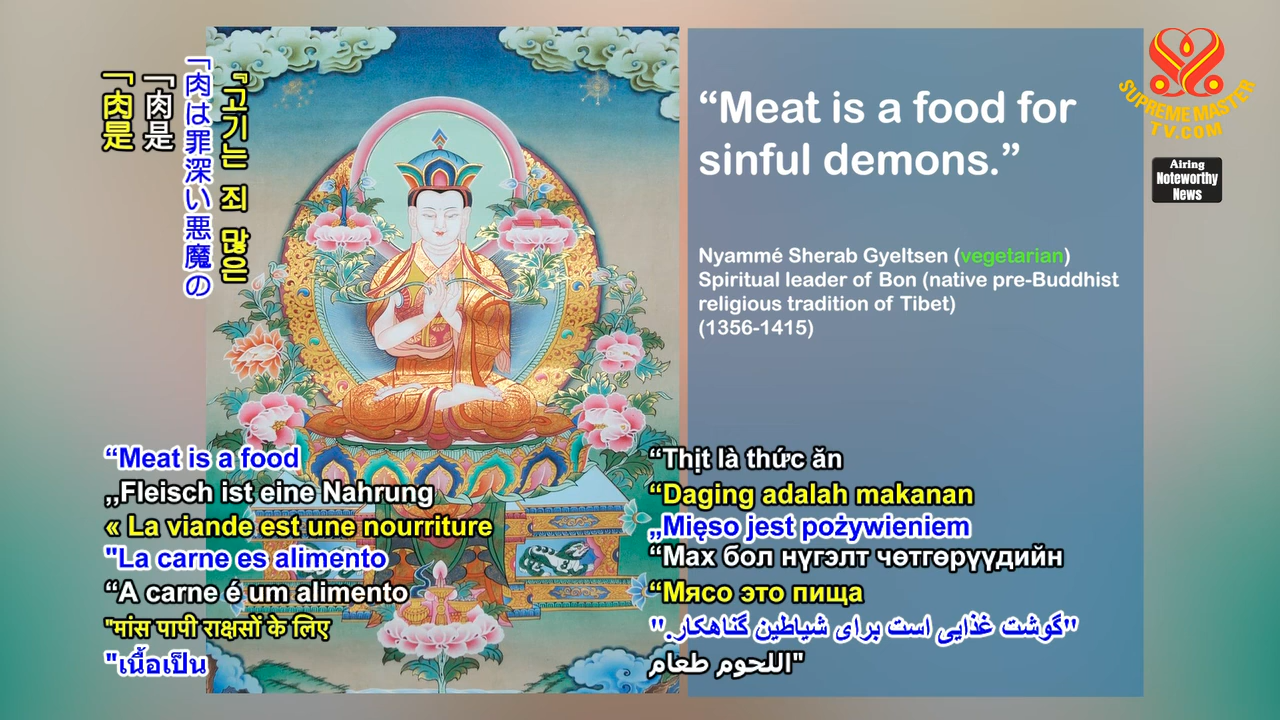 『고기는 죄 많은
「肉は罪深い悪魔の
「肉是
「肉是
“Meat is a food for
sinful demons.”
Nyammé Sherab Gyeltsen (vegetarian)
Spiritual leader of Bon (native pre-Buddhist
religious tradition of Tibet)
(1356-1415)
SUPREME MASTER
TV.COM
Airing
Noteworthy
News
“Meat is a food
„Fleisch ist eine Nahrung
« La viande est une nourriture
"La carne es alimento
“A carne é um alimento
"मांस पापी राक्षसों के लिए
"เนื้อเป็น
“Thịt là thức ăn
“Daging adalah makanan
„Mięso jest pożywieniem
“Мах бол нүгэлт чөтгөрүүдийн
“Мясо это пища
"گوشت غذایی است برای شیاطین گناهکار."
"اللحوم طعام